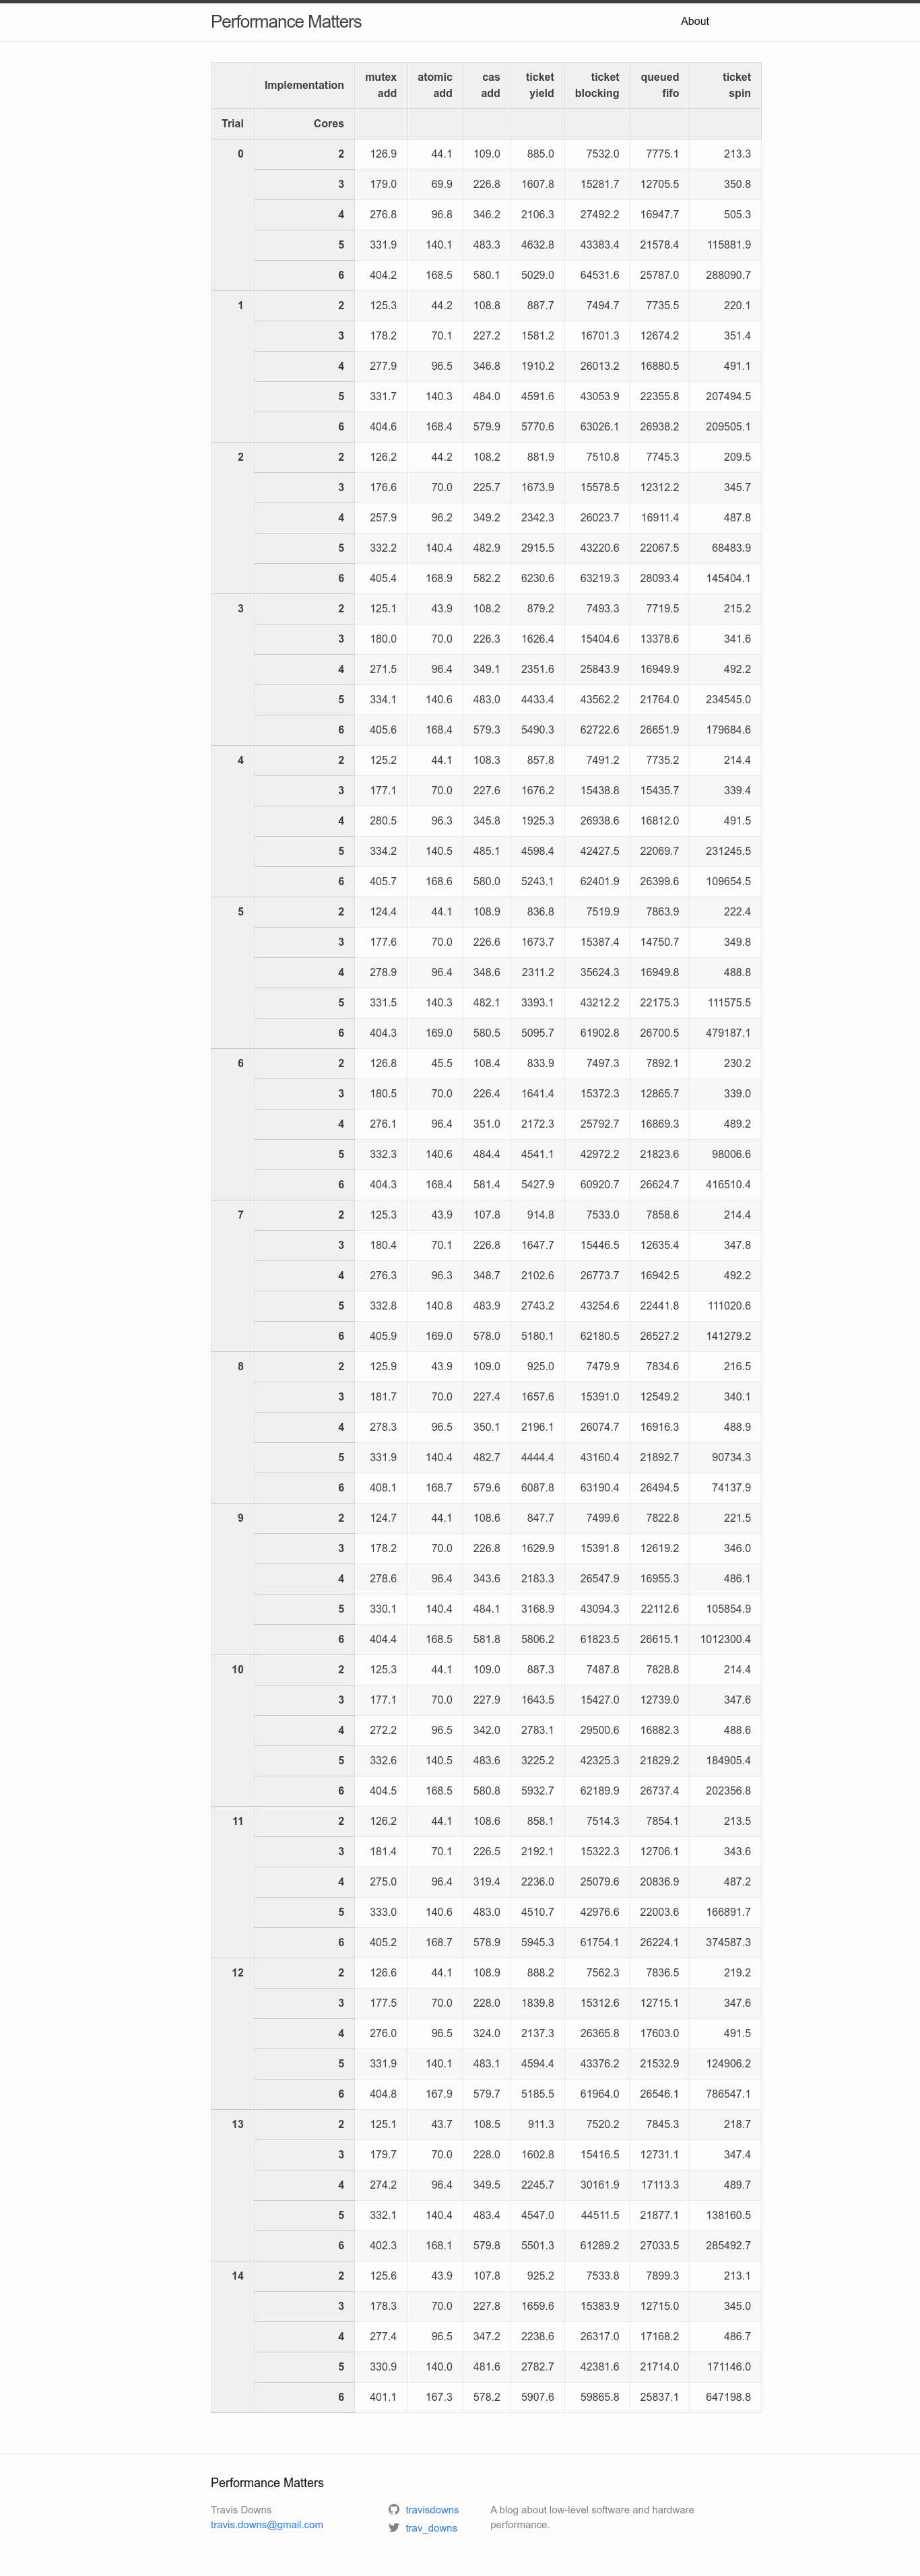 Performance Matters About
Implementation mutex add atomic add cas add ticket yield ticket blocking queued fifo ticket spin
Trial Cores
0 2 126.9 44.1 109.0 885.0 7532.0 7775.1 213.3
3 179.0 69.9 226.8 1607.8 15281.7 12705.5 350.8
4 276.8 96.8 346.2 2106.3 27492.2 16947.7 505.3
5 331.9 140.1 483.3 4632.8 43383.4 21578.4 115881.9
6 404.2 168.5 580.1 5029.0 64531.6 25787.0 288090.7
1 2 125.3 44.2 108.8 887.7 7494.7 7735.5 220.1
3 178.2 70.1 227.2 1581.2 16701.3 12674.2 351.4
4 277.9 96.5 346.8 1910.2 26013.2 16880.5 491.1
5 331.7 140.3 484.0 4591.6 43053.9 22355.8 207494.5
6 404.6 168.4 579.9 5770.6 63026.1 26938.2 209505.1
2 2 126.2 44.2 108.2 881.9 7510.8 7745.3 209.5
3 176.6 70.0 225.7 1673.9 15578.5 12312.2 345.7
4 257.9 96.2 349.2 2342.3 26023.7 16911.4 487.8
5 332.2 140.4 482.9 2915.5 43220.6 22067.5 68483.9
6 405.4 168.9 582.2 6230.6 63219.3 28093.4 145404.1
3 2 125.1 43.9 108.2 879.2 7493.3 7719.5 215.2
3 180.0 70.0 226.3 1626.4 15404.6 13378.6 341.6
4 271.5 96.4 349.1 2351.6 25843.9 16949.9 492.2
5 334.1 140.6 483.0 4433.4 43562.2 21764.0 234545.0
6 405.6 168.4 579.3 5490.3 62722.6 26651.9 179684.6
4 2 125.2 44.1 108.3 857.8 7491.2 7735.2 214.4
3 177.1 70.0 227.6 1676.2 15438.8 15435.7 339.4
4 280.5 96.3 345.8 1925.3 26938.6 16812.0 491.5
5 334.2 140.5 485.1 4598.4 42427.5 22069.7 231245.5
6 405.7 168.6 580.0 5243.1 62401.9 26399.6 109654.5
5 2 124.4 44.1 108.9 836.8 7519.9 7863.9 222.4
3 177.6 70.0 226.6 1673.7 15387.4 14750.7 349.8
4 278.9 96.4 348.6 2311.2 35624.3 16949.8 488.8
5 331.5 140.3 482.1 3393.1 43212.2 22175.3 111575.5
6 404.3 169.0 580.5 5095.7 61902.8 26700.5 479187.1
6 2 126.8 45.5 108.4 833.9 7497.3 7892.1 230.2
3 180.5 70.0 226.4 1641.4 15372.3 12865.7 339.0
4 276.1 96.4 351.0 2172.3 25792.7 16869.3 489.2
5 332.3 140.6 484.4 4541.1 42972.2 21823.6 98006.6
6 404.3 168.4 581.4 5427.9 60920.7 26624.7 416510.4
7 2 125.3 43.9 107.8 914.8 7533.0 7858.6 214.4
3 180.4 70.1 226.8 1647.7 15446.5 12635.4 347.8
4 276.3 96.3 348.7 2102.6 26773.7 16942.5 492.2
5 332.8 140.8 483.9 2743.2 43254.6 22441.8 111020.6
6 405.9 169.0 578.0 5180.1 62180.5 26527.2 141279.2
8 2 125.9 43.9 109.0 925.0 7479.9 7834.6 216.5
3 181.7 70.0 227.4 1657.6 15391.0 12549.2 340.1
4 278.3 96.5 350.1 2196.1 26074.7 16916.3 488.9
5 331.9 140.4 482.7 4444.4 43160.4 21892.7 90734.3
6 408.1 168.7 579.6 6087.8 63190.4 26494.5 74137.9
9 2 124.7 44.1 108.6 847.7 7499.6 7822.8 221.5
3 178.2 70.0 226.8 1629.9 15391.8 12619.2 346.0
4 278.6 96.4 343.6 2183.3 26547.9 16955.3 486.1
5 330.1 140.4 484.1 3168.9 43094.3 22112.6 105854.9
6 404.4 168.5 581.8 5806.2 61823.5 26615.1 1012300.4
10 2 125.3 44.1 109.0 887.3 7487.8 7828.8 214.4
3 177.1 70.0 227.9 1643.5 15427.0 12739.0 347.6
4 272.2 96.5 342.0 2783.1 29500.6 16882.3 488.6
5 332.6 140.5 483.6 3225.2 42325.3 21829.2 184905.4
6 404.5 168.5 580.8 5932.7 62189.9 26737.4 202356.8
11 2 126.2 44.1 108.6 858.1 7514.3 7854.1 213.5
3 181.4 70.1 226.5 2192.1 15322.3 12706.1 343.6
4 275.0 96.4 319.4 2236.0 25079.6 20836.9 487.2
5 333.0 140.6 483.0 4510.7 42976.6 22003.6 166891.7
6 405.2 168.7 578.9 5945.3 61754.1 26224.1 374587.3
12 2 126.6 44.1 108.9 888.2 7562.3 7836.5 219.2
3 177.5 70.0 228.0 1839.8 15312.6 12715.1 347.6
4 276.0 96.5 324.0 2137.3 26365.8 17603.0 491.5
5 331.9 140.1 483.1 4594.4 43376.2 21532.9 124906.2
6 404.8 167.9 579.7 5185.5 61964.0 26546.1 786547.1
13 2 125.1 43.7 108.5 911.3 7520.2 7845.3 218.7
3 179.7 70.0 228.0 1602.8 15416.5 12731.1 347.4
4 274.2 96.4 349.5 2245.7 30161.9 17113.3 489.7
5 332.1 140.4 483.4 4547.0 44511.5 21877.1 138160.5
6 402.3 168.1 579.8 5501.3 61289.2 27033.5 285492.7
14 2 125.6 43.9 107.8 925.2 7533.8 7899.3 213.1
3 178.3 70.0 227.8 1659.6 15383.9 12715.0 345.0
4 277.4 96.5 347.2 2238.6 26317.0 17168.2 486.7
5 330.9 140.0 481.6 2782.7 42381.6 21714.0 171146.0
6 401.1 167.3 578.2 5907.6 59865.8 25837.1 647198.8
Performance Matters
Travis Downs
travis.downs@gmail.com
travisdowns
trav_downs
A blog about low-level software and hardware
performance.